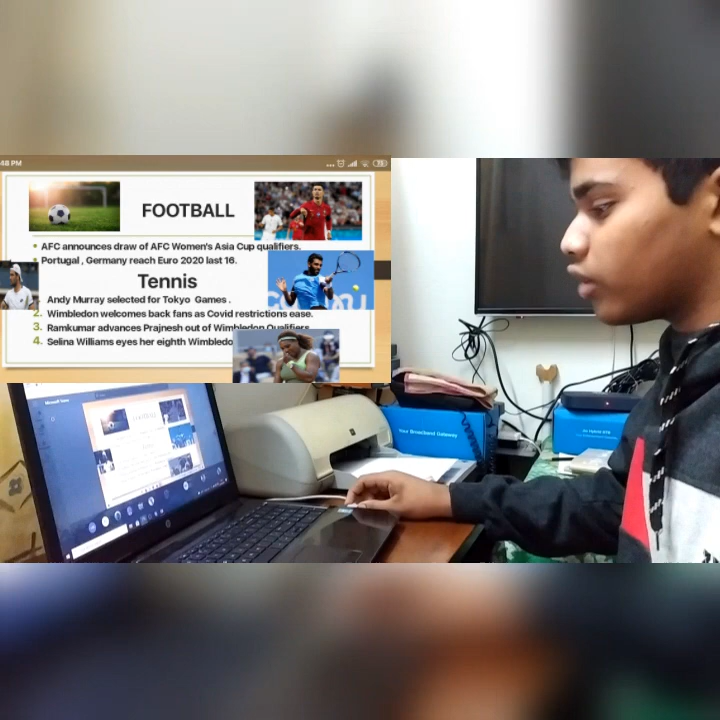 48 PM
FOOTBALL
• AFC announces draw of AFC Women's Asia Cup qualifiers.
• Portugal , Germany reach Euro 2020 last 16.
Tennis
Andy Murray selected for Tokyo Games .
2. Wimbledon welcomes back fans as Covid restrictions ease.
3. Ramkumar advances Prajnesh out of Wimbledon Qualifiers
4. Selina Williams eyes her eighth Wimbledo
Your Broadband Gateway
FOOTBALL